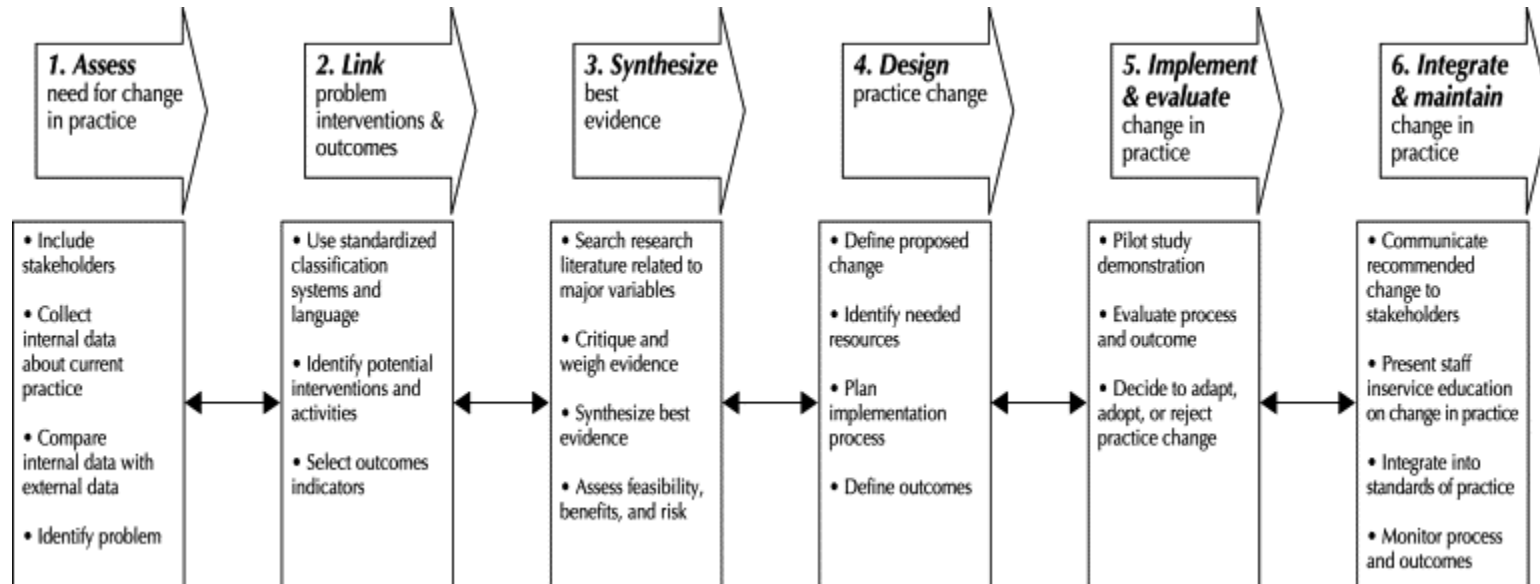 1. Assess
need for change
in practice
2. Link
problem
interventions &
outcomes
3. Synthesize
best
evidence
4. Design
practice change
5. Implement
& evaluate
change in
practice
6. Integrate
& maintain
change in
practice
• Include
stakeholders
• Collect
internal data
about current
practice
• Compare
internal data with
external data
• Identify problem
• Use standardized
classification
systems and
language
• Identify potential
interventions and
activities
• Select outcomes
indicators
• Search research
literature related to
major variables
• Critique and
weigh evidence
• Synthesize best
evidence
• Assess feasibility,
benefits, and risk
• Define proposed
change
• Identify needed
resources
• Plan
implementation
process
• Define outcomes
• Pilot study
demonstration
• Evaluate process
and outcome
• Decide to adapt,
adopt, or reject
practice change
• Communicate
recommended
change to
stakeholders
• Present staff
inservice education
on change in practice
• Integrate into
standards of practice
• Monitor process
and outcomes